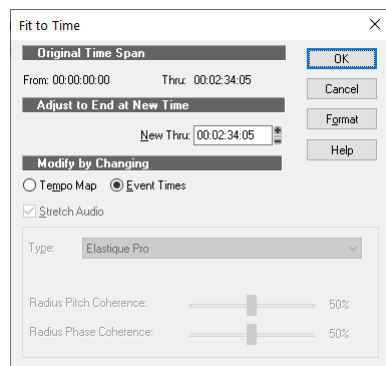 Fit to Time
Original Time Span
OK
From: 00:00:00:00 Thru: 00:02:34:05
Cancel
Adjust to End at New Time
Format
New Thru: 00:02:34:05
Help
Modify by Changing
Tempo Map Event Times
Stretch Audio
Type: Elastique Pro
Radius Pitch Coherence: 50%
Radius Phase Coherence: 50%